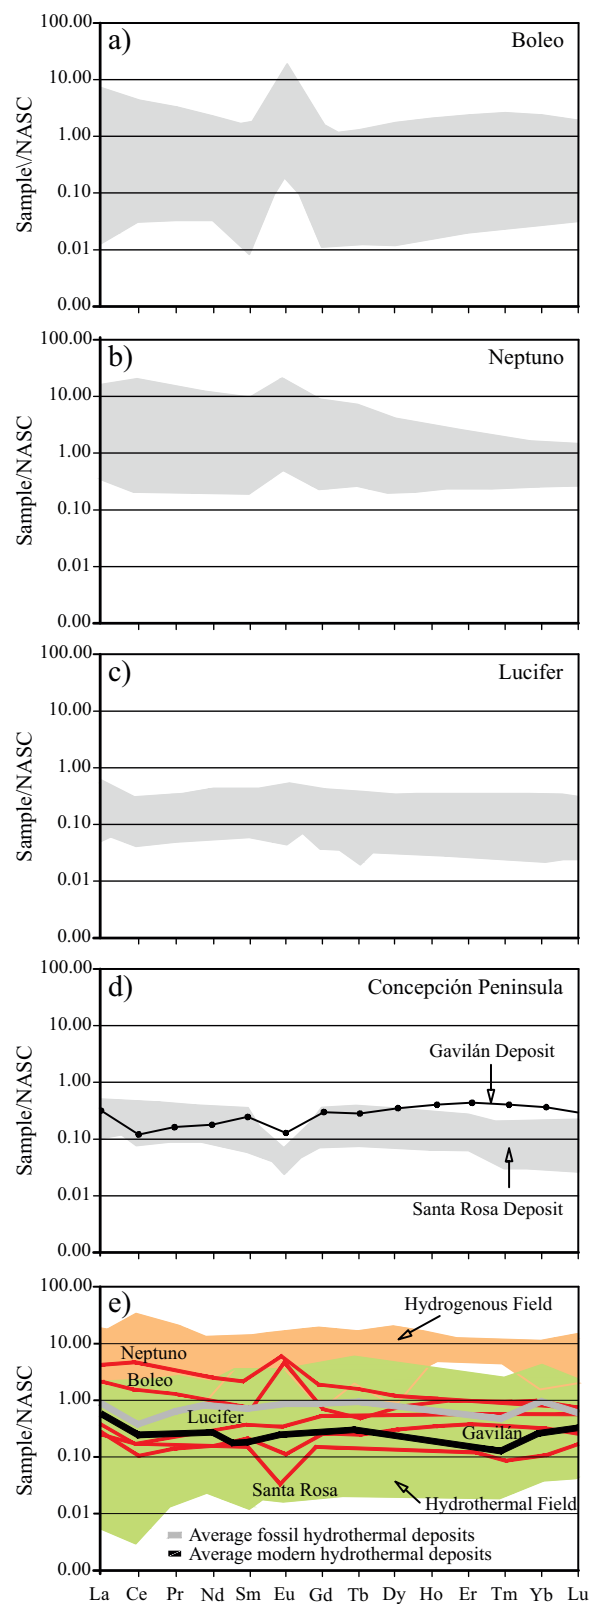 a)
Boleo
100.00
10.00
1.00
0.10
0.01
0.00
Sample\/NASC
b)
Neptuno
100.00
10.00
1.00
0.10
0.01
0.00
Sample/NASC
c)
Lucifer
100.00
10.00
1.00
0.10
0.01
0.00
Sample/NASC
d)
Concepción Peninsula
100.00
10.00
1.00
0.10
0.01
0.00
Sample/NASC
Gavilán Deposit
Santa Rosa Deposit
e)
100.00
10.00
1.00
0.10
0.01
0.00
Sample/NASC
Hydrogenous Field
Neptuno
Boleo
Lucifer
Gavilán
Santa Rosa
Hydrothermal Field
Average fossil hydrothermal deposits
Average modern hydrothermal deposits
La Ce Pr Nd Sm Eu Gd Tb Dy Ho Er Tm Yb Lu